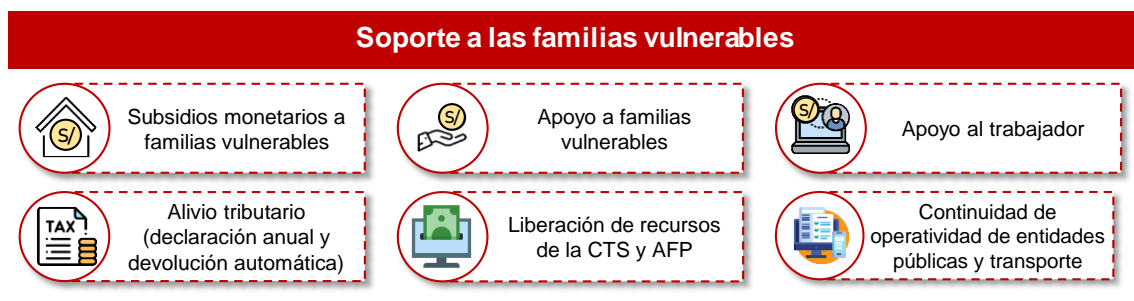 Soporte a las familias vulnerables
S/
Subsidios monetarios a
familias vulnerables
S/
Apoyo a familias
vulnerables
S/
Apoyo al trabajador
TAX
Alivio tributario
(declaración anual y
devolución automática)
Liberación de recursos
de la CTS y AFP
Continuidad de
operatividad de entidades
públicas y transporte